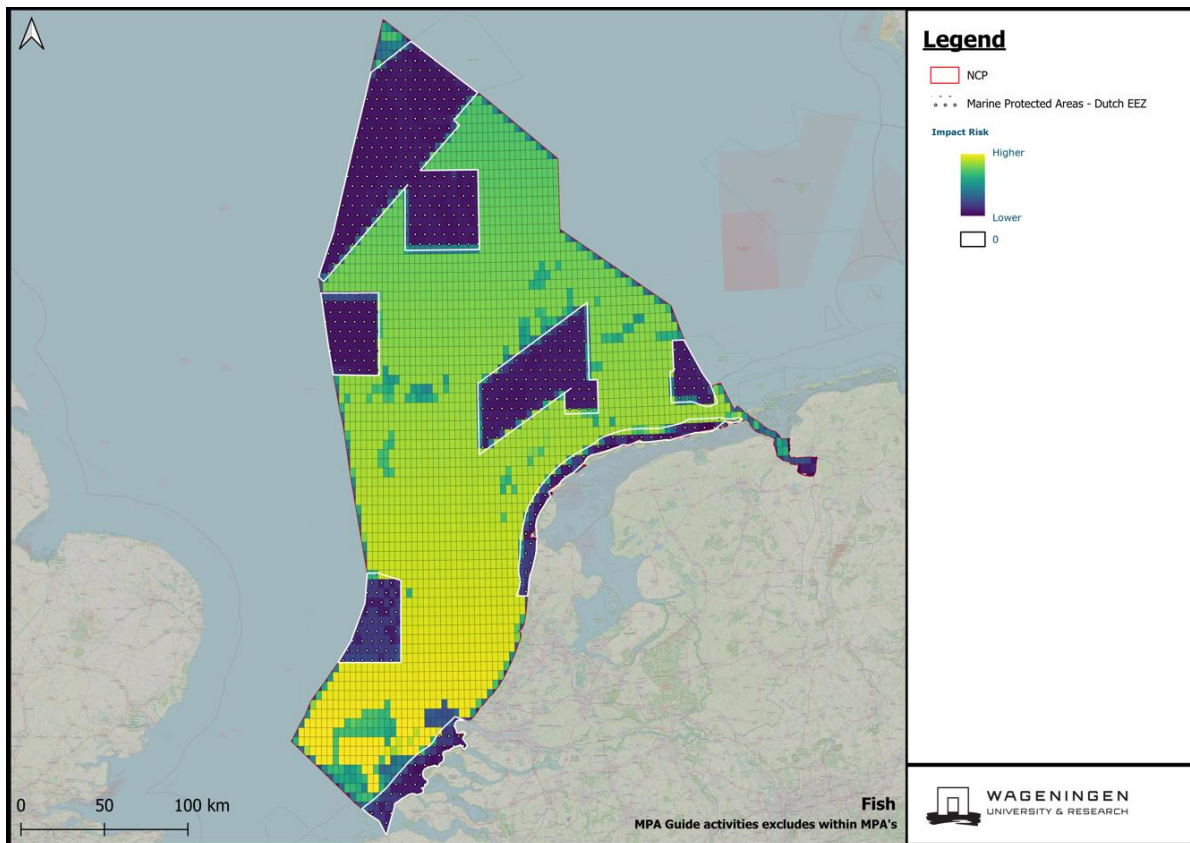 Legend
NCP
Marine Protected Areas - Dutch EEZ
Impact Risk
Higher
Lower
0
0 50 100 km
Fish
MPA Guide activities excludes within MPA's
WAGENINGEN
UNIVERSITY & RESEARCH